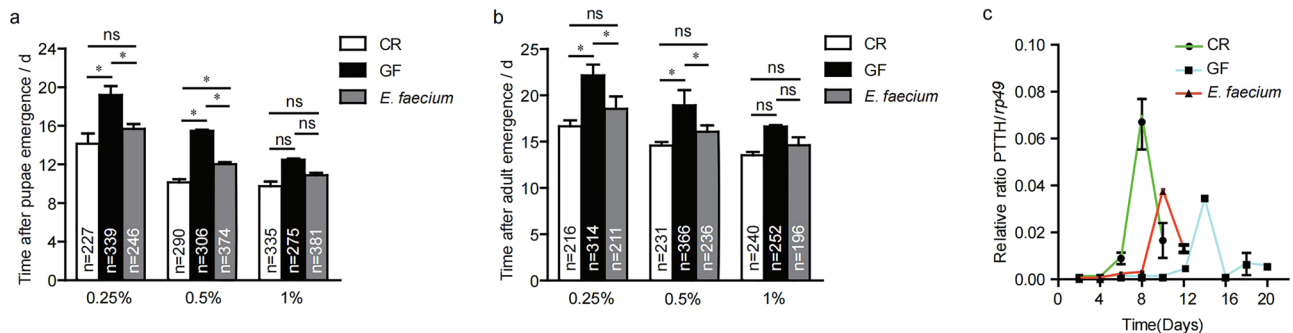 a
Time after pupae emergence / d
24
20
16
12
8
4
0
ns
*
*
*
*
*
ns
ns
ns
CR
GF
E. faecium
n=227
n=339
n=246
n=290
n=306
n=374
n=335
n=275
n=381
0.25%
0.5%
1%
b
Time after adult emergence / d
25
20
15
10
5
0
ns
*
*
ns
*
*
ns
ns
ns
CR
GF
E. faecium
n=216
n=314
n=211
n=231
n=366
n=236
n=240
n=252
n=196
0.25%
0.5%
1%
c
Relative ratio PTTH/rp49
0.10
0.08
0.06
0.04
0.02
0.00
CR
GF
E. faecium
0
4
8
12
16
20
Time(Days)